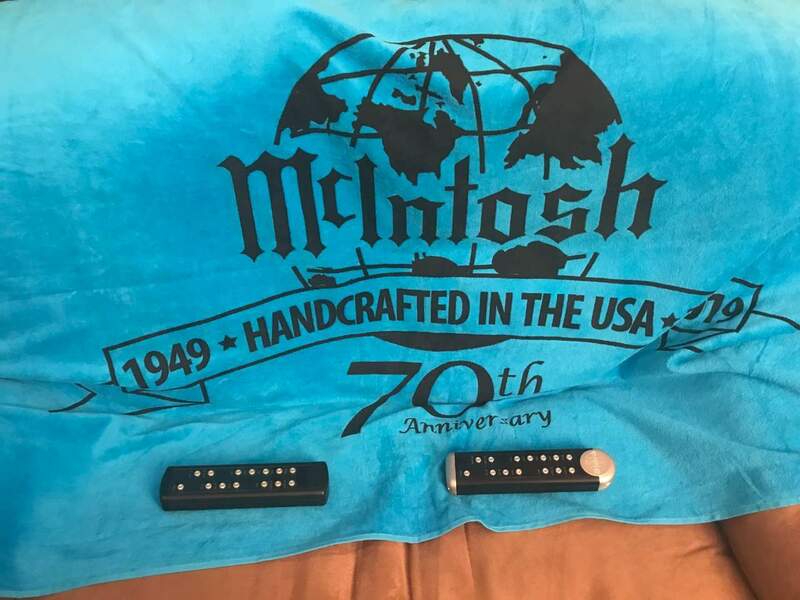 McIntosh
1949 ★ HANDCRAFTED IN THE USA ★ 2019
70th
Anniversary